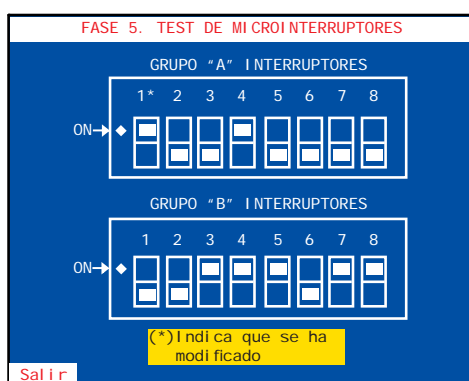 FASE 5. TEST DE MICROINTERRUPTORES
GRUPO “A” INTERRUPTORES
1* 2 3 4 5 6 7 8
ON
GRUPO “B” INTERRUPTORES
1 2 3 4 5 6 7 8
ON
(*)Indica que se ha
modificado
Salir